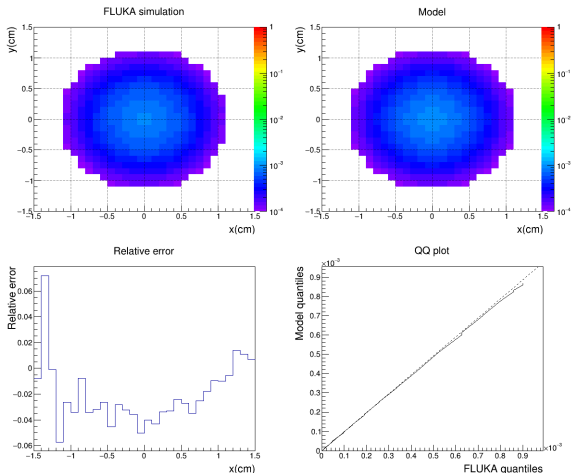 FLUKA simulation
y(cm)
1.5
1
0.5
0
−0.5
−1
−1.5
−1.5 −1 −0.5 0 0.5 1 1.5
x(cm)
1
10⁻¹
10⁻²
10⁻³
10⁻⁴
Model
y(cm)
1.5
1
0.5
0
−0.5
−1
−1.5
−1.5 −1 −0.5 0 0.5 1 1.5
x(cm)
1
10⁻¹
10⁻²
10⁻³
10⁻⁴
Relative error
Relative error
0.06
0.04
0.02
0
−0.02
−0.04
−0.06
−1.5 −1 −0.5 0 0.5 1 1.5
x(cm)
QQ plot
×10⁻³
Model quantiles
0.9
0.8
0.7
0.6
0.5
0.4
0.3
0.2
0.1
0
0 0.1 0.2 0.3 0.4 0.5 0.6 0.7 0.8 0.9
×10⁻³
FLUKA quantiles